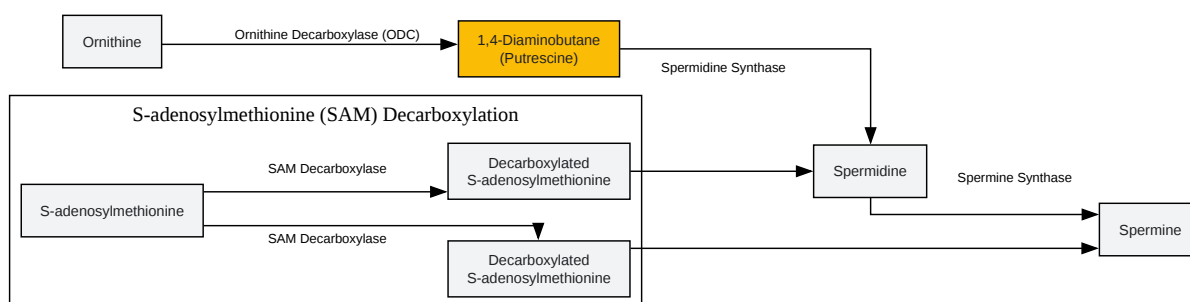 Ornithine
Ornithine Decarboxylase (ODC)
1,4-Diaminobutane
(Putrescine)
Spermidine Synthase
S-adenosylmethionine (SAM) Decarboxylation
S-adenosylmethionine
SAM Decarboxylase
Decarboxylated
S-adenosylmethionine
SAM Decarboxylase
Decarboxylated
S-adenosylmethionine
Spermidine
Spermine Synthase
Spermine